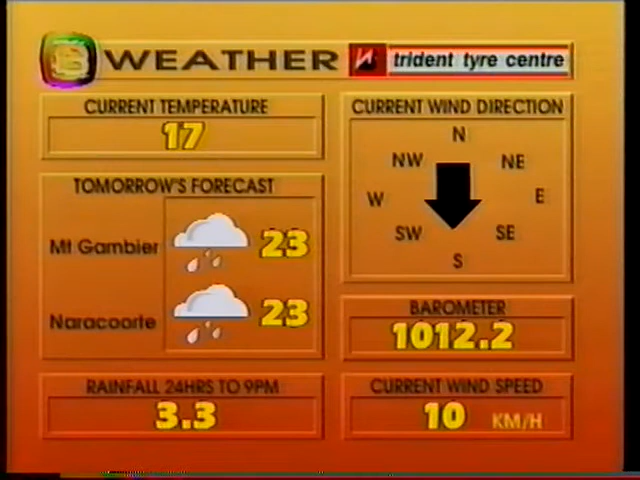 WEATHER
trident tyre centre
CURRENT TEMPERATURE
17
TOMORROW'S FORECAST
Mt Gambier 23
Naracoorte 23
RAINFALL 24HRS TO 9PM
3.3
CURRENT WIND DIRECTION
N
NW NE
W E
SW SE
S
BAROMETER
1012.2
CURRENT WIND SPEED
10 KM/H